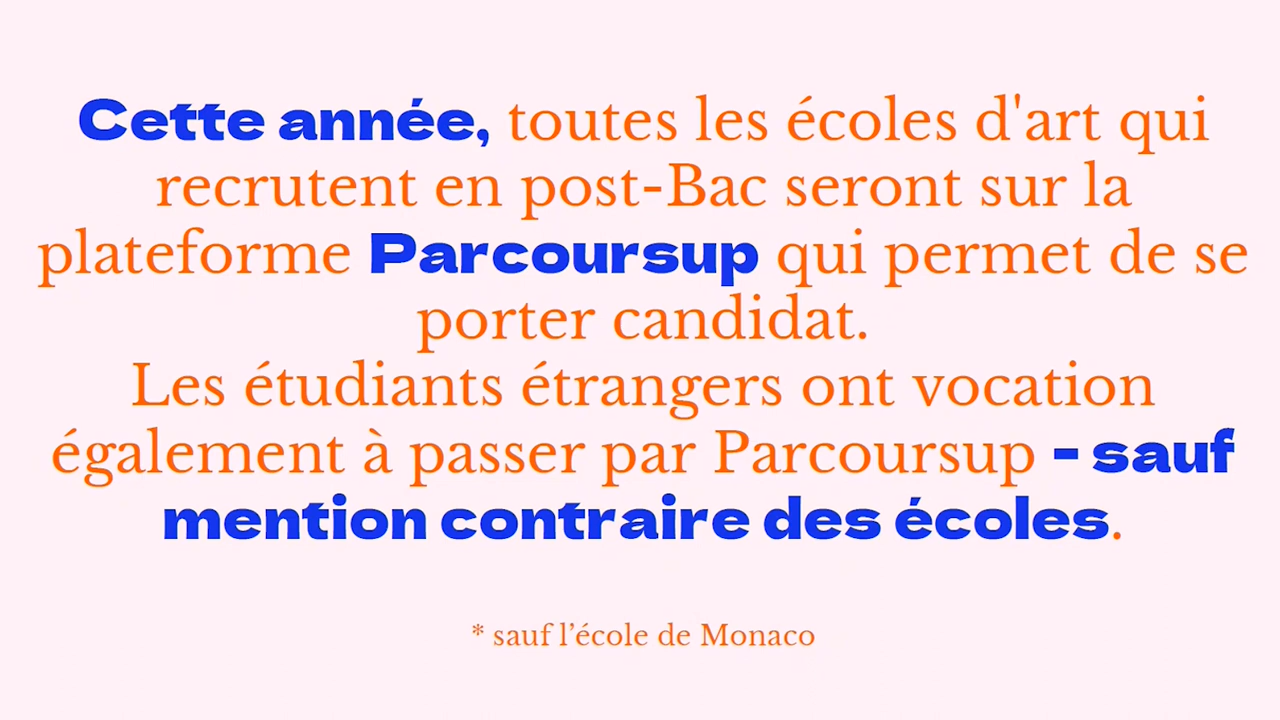 Cette année, toutes les écoles d'art qui
recrutent en post-Bac seront sur la
plateforme Parcoursup qui permet de se
porter candidat.
Les étudiants étrangers ont vocation
également à passer par Parcoursup - sauf
mention contraire des écoles.
* sauf l’école de Monaco